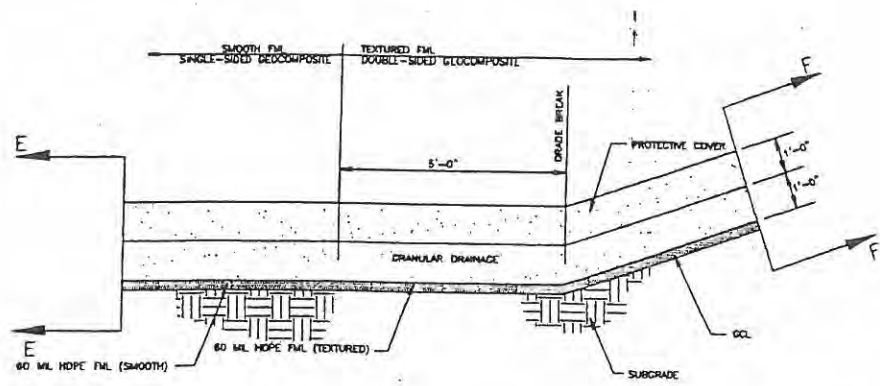 SMOOTH FML
SINGLE-SIDED GEOCOMPOSITE
TEXTURED FML
DOUBLE-SIDED GEOCOMPOSITE
F
E
5'-0"
GRADE BREAK
PROTECTIVE COVER
1'-0"
1'-0"
GRANULAR DRAINAGE
F
E
60 MIL HDPE FML (SMOOTH)
60 MIL HDPE FML (TEXTURED)
GCL
SUBGRADE